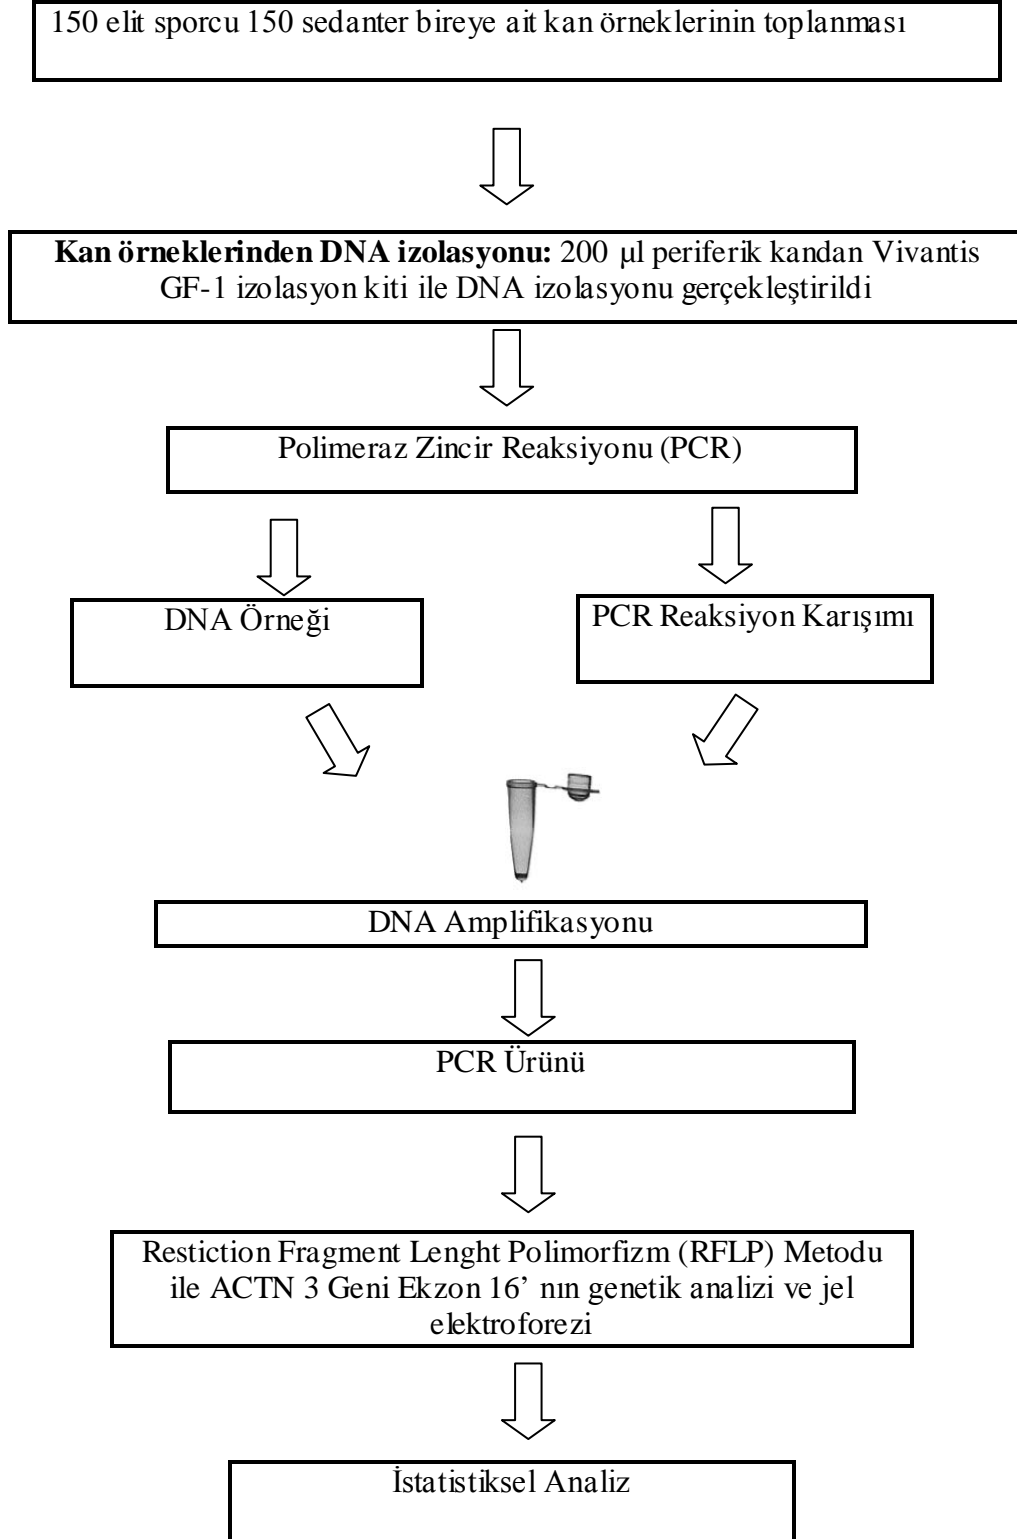 150 elit sporcu 150 sedanter bireye ait kan örneklerinin toplanması
Kan örneklerinden DNA izolasyonu: 200 µl periferik kandan Vivantis
GF-1 izolasyon kiti ile DNA izolasyonu gerçekleştirildi
Polimeraz Zincir Reaksiyonu (PCR)
DNA Örneği
PCR Reaksiyon Karışımı
DNA Amplifikasyonu
PCR Ürünü
Restiction Fragment Lenght Polimorfizm (RFLP) Metodu
ile ACTN 3 Geni Ekzon 16’ nın genetik analizi ve jel
elektroforezi
İstatistiksel Analiz